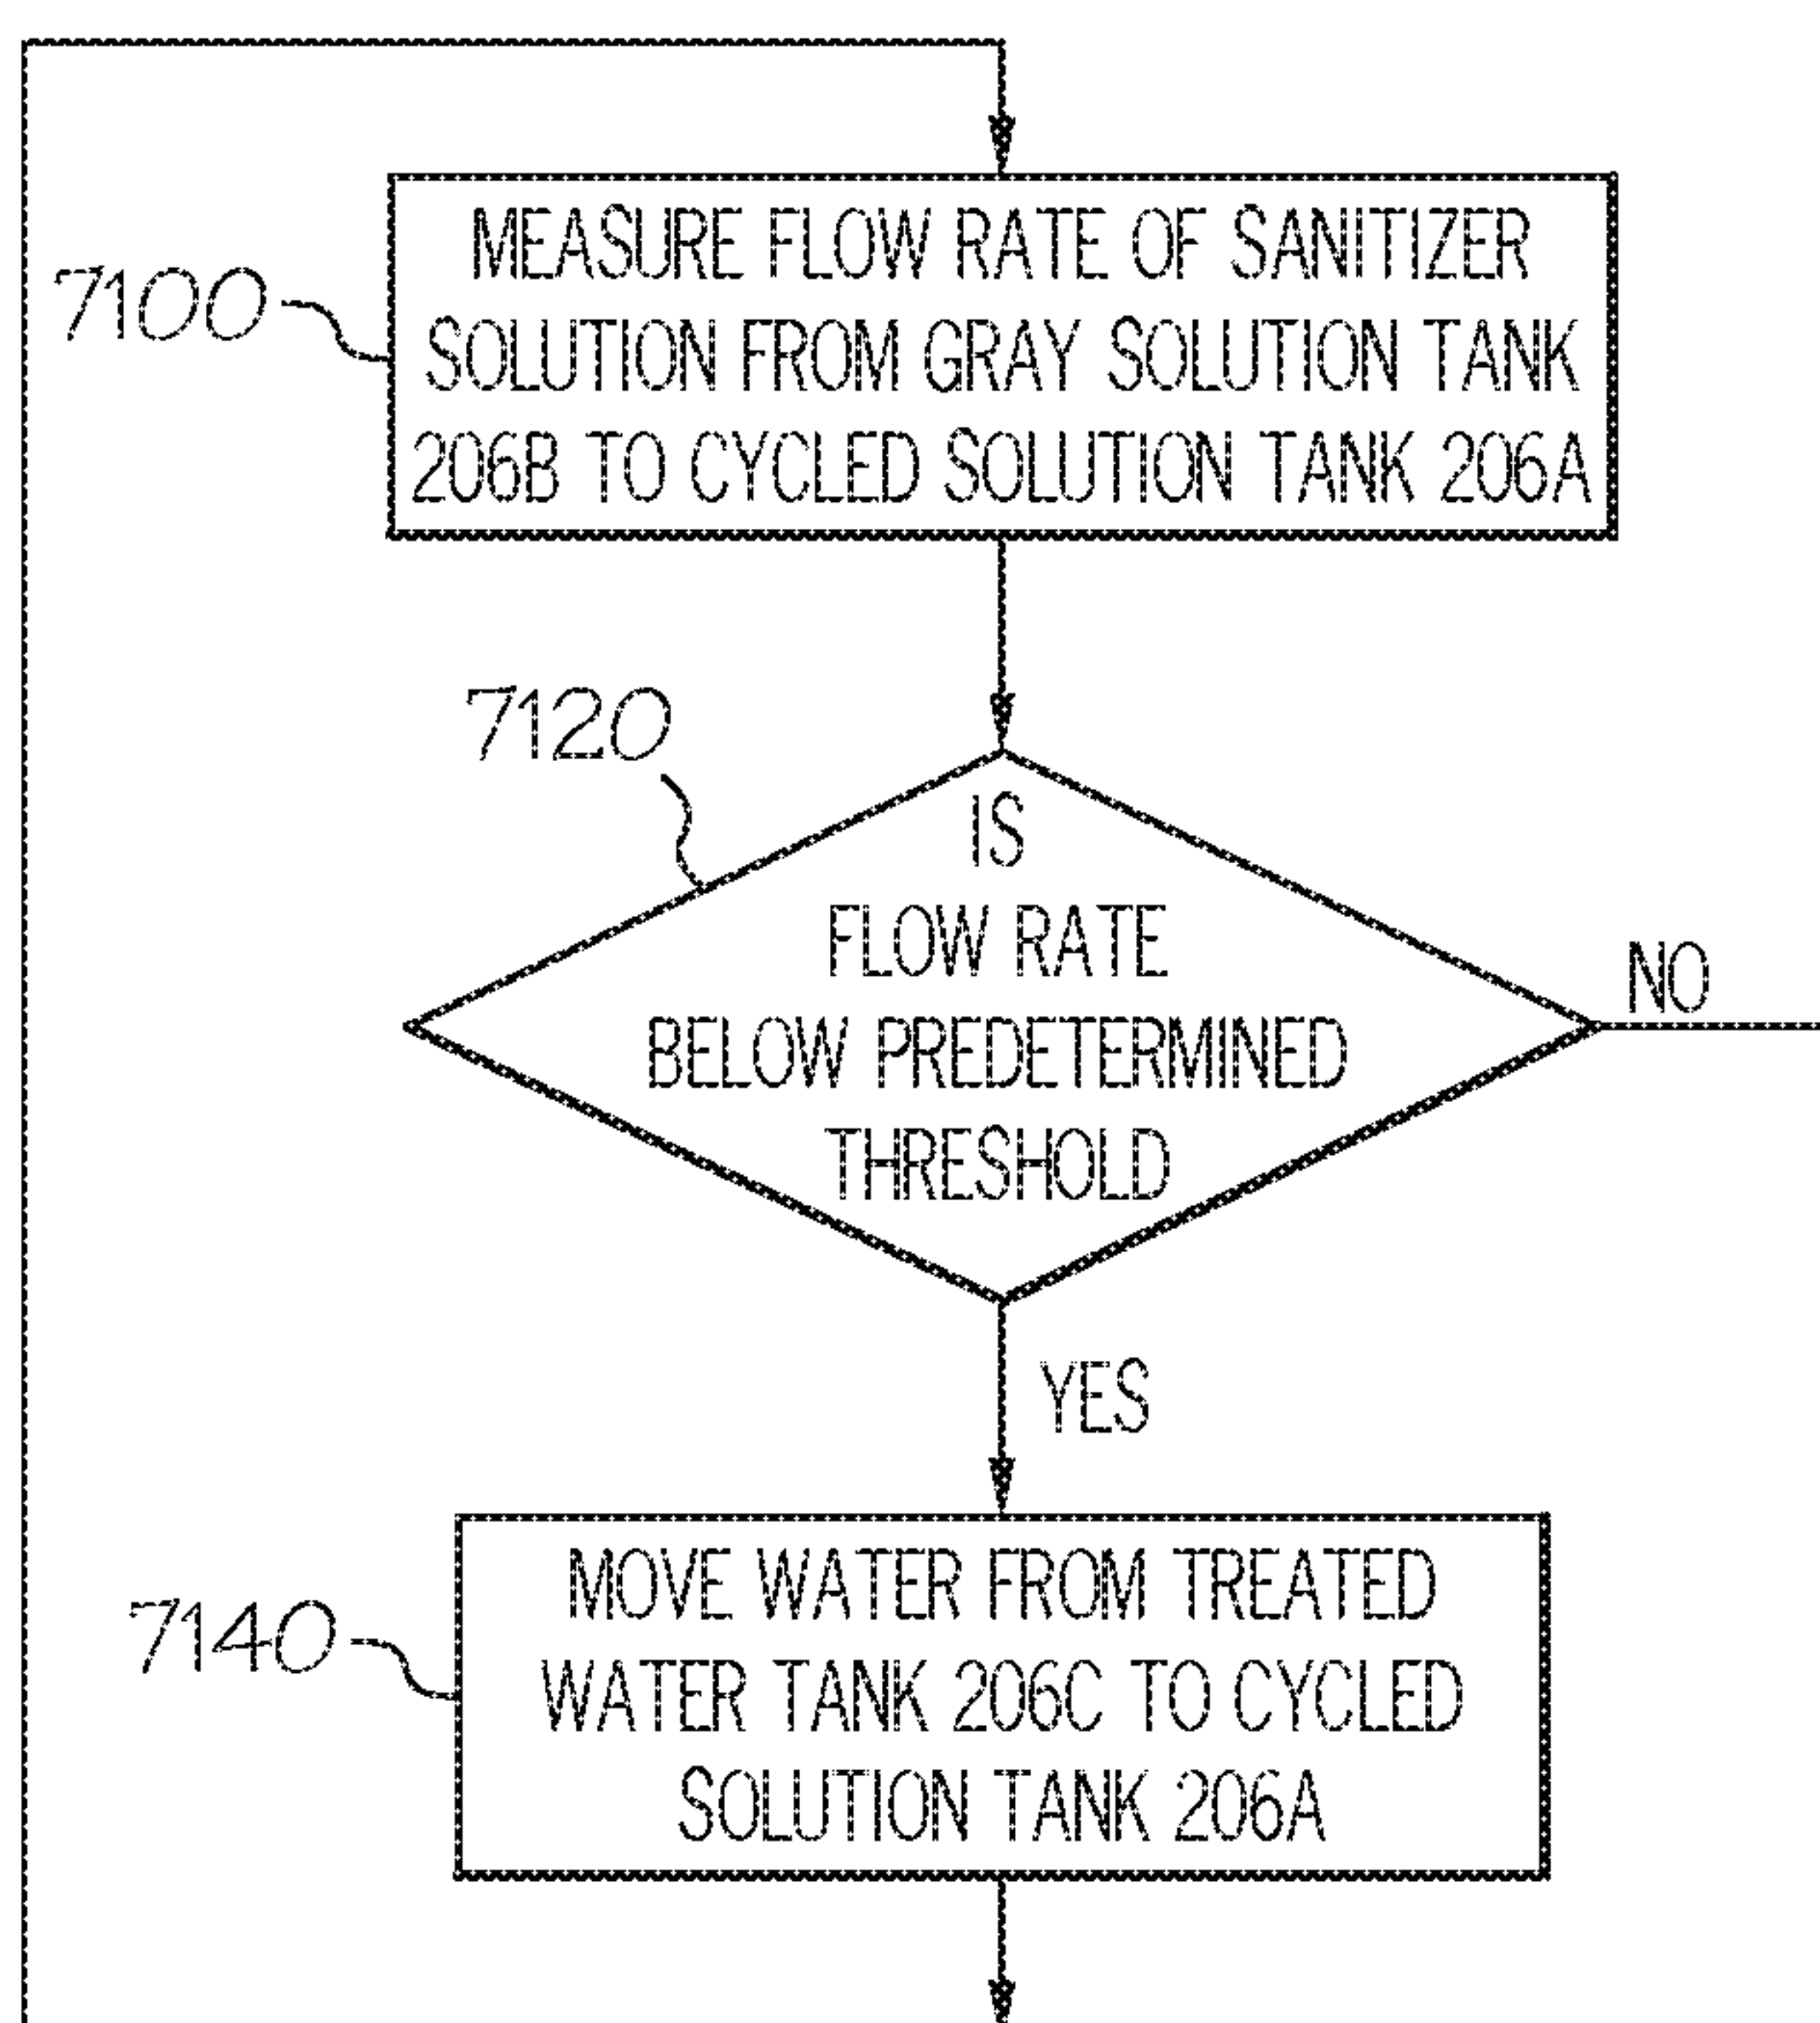 MEASURE FLOW RATE OF SANITIZER
SOLUTION FROM GRAY SOLUTION TANK
206B TO CYCLED SOLUTION TANK 206A
7100
7120
IS
FLOW RATE
BELOW PREDETERMINED
THRESHOLD
NO
YES
MOVE WATER FROM TREATED
WATER TANK 206C TO CYCLED
SOLUTION TANK 206A
7140